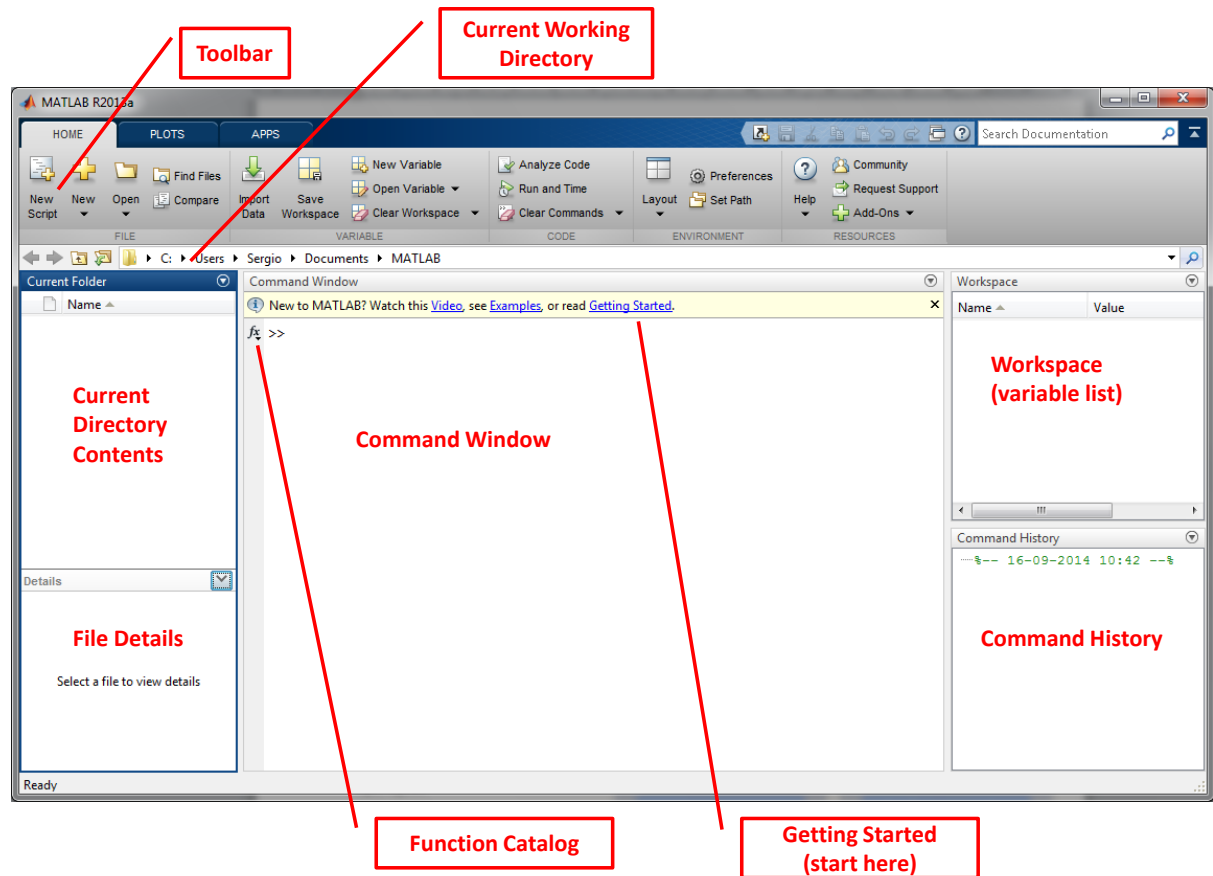 Toolbar
Current Working
Directory
MATLAB R2013a
HOME PLOTS APPS
Search Documentation
New Script
New
Open
Find Files
Compare
Import Data
Save Workspace
New Variable
Open Variable
Clear Workspace
Analyze Code
Run and Time
Clear Commands
Layout
Preferences
Set Path
Help
Community
Request Support
Add-Ons
FILE VARIABLE CODE ENVIRONMENT RESOURCES
C: Users Sergio Documents MATLAB
Current Folder
Name
Current
Directory
Contents
Details
File Details
Select a file to view details
Command Window
New to MATLAB? Watch this Video, see Examples, or read Getting Started.
fx >>
Command Window
Workspace
Name Value
Workspace
(variable list)
Command History
%-- 16-09-2014 10:42 --%
Command History
Ready
Function Catalog
Getting Started
(start here)